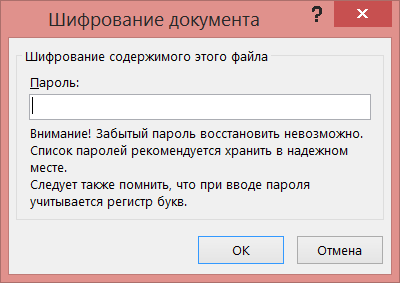 Шифрование документа ?
Шифрование содержимого этого файла
Пароль:
Внимание! Забытый пароль восстановить невозможно.
Список паролей рекомендуется хранить в надежном
месте.
Следует также помнить, что при вводе пароля
учитывается регистр букв.
ОК Отмена